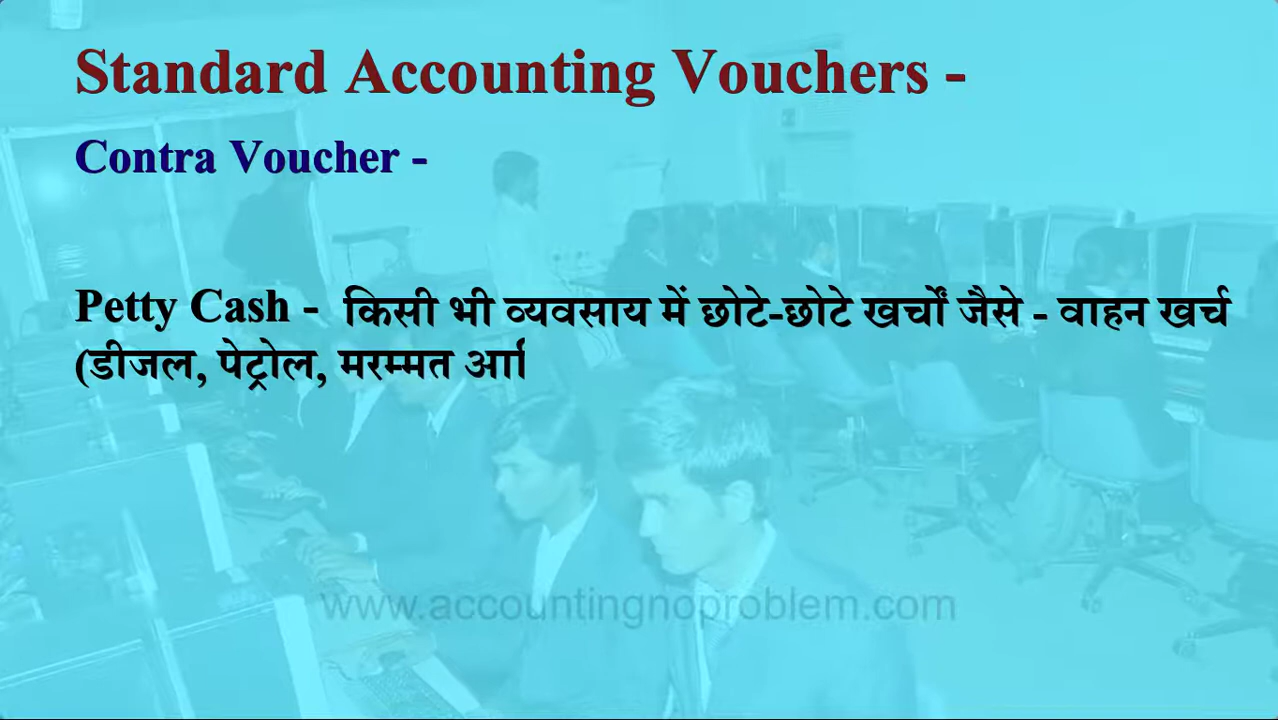 Standard Accounting Vouchers -
Contra Voucher -
Petty Cash - किसी भी व्यवसाय में छोटे-छोटे खर्चों जैसे - वाहन खर्च
(डीजल, पेट्रोल, मरम्मत
www.accountingnoproblem.com